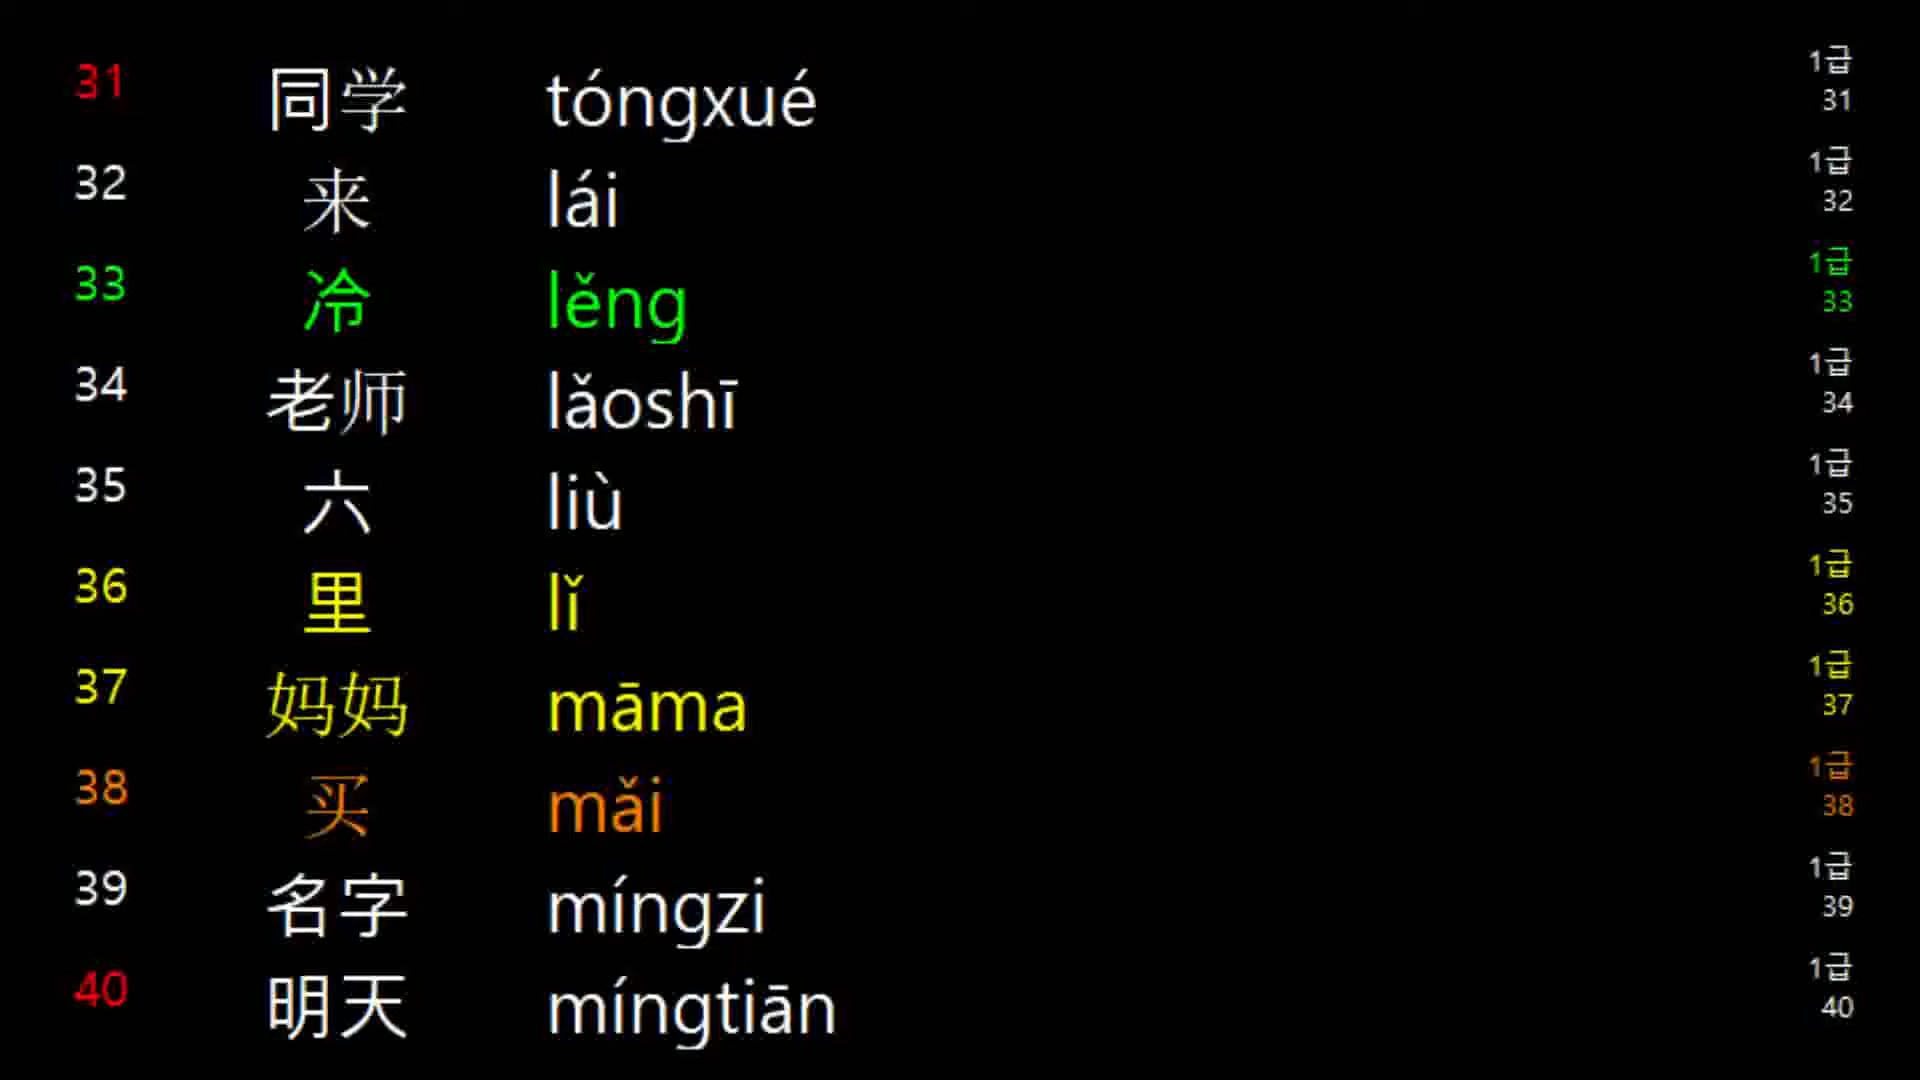 31 同学 tóngxué 1급 31
32 来 lái 1급 32
33 冷 lěng 1급 33
34 老师 lǎoshī 1급 34
35 六 liù 1급 35
36 里 lǐ 1급 36
37 妈妈 māma 1급 37
38 买 mǎi 1급 38
39 名字 míngzi 1급 39
40 明天 míngtiān 1급 40